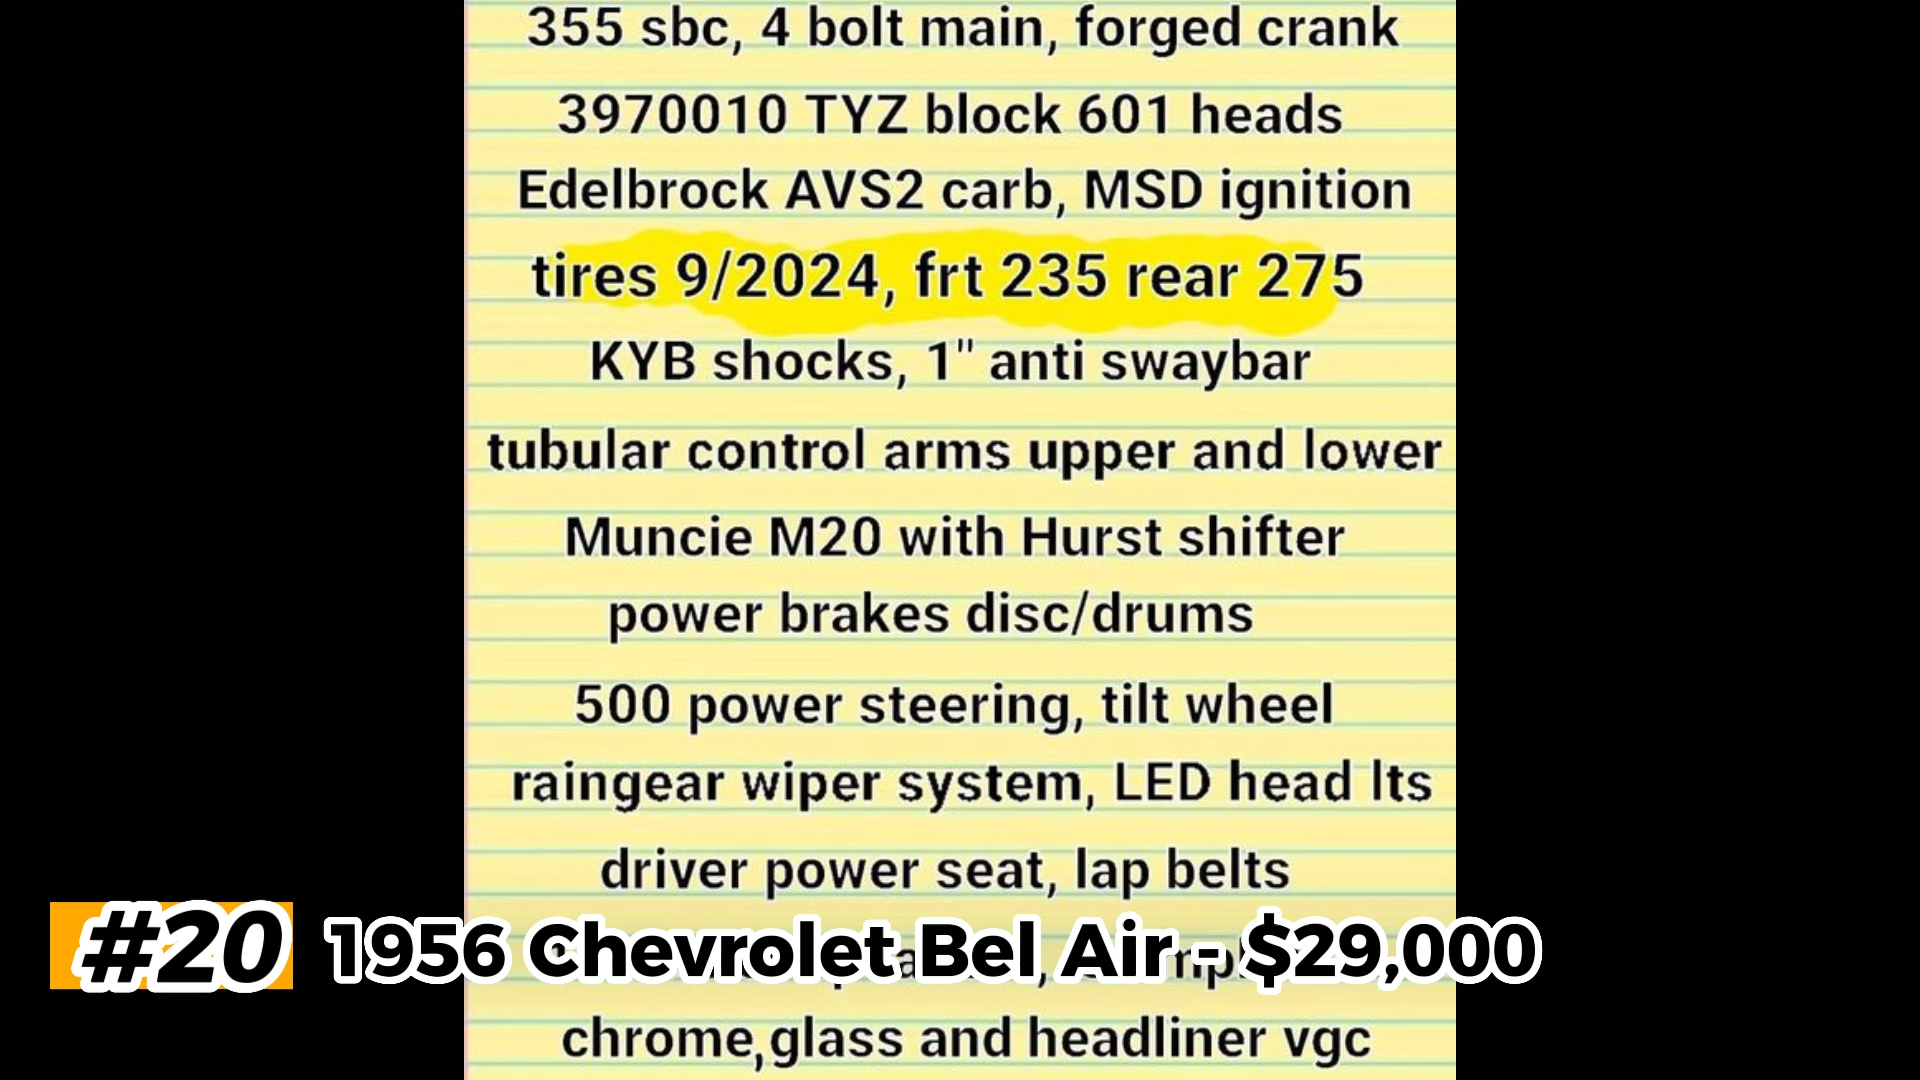 355 sbc, 4 bolt main, forged crank
3970010 TYZ block 601 heads
Edelbrock AVS2 carb, MSD ignition
tires 9/2024, frt 235 rear 275
KYB shocks, 1" anti swaybar
tubular control arms upper and lower
Muncie M20 with Hurst shifter
power brakes disc/drums
500 power steering, tilt wheel
raingear wiper system, LED head lts
driver power seat, lap belts
#20 1956 Chevrolet Bel Air - $29,000
chrome,glass and headliner vgc